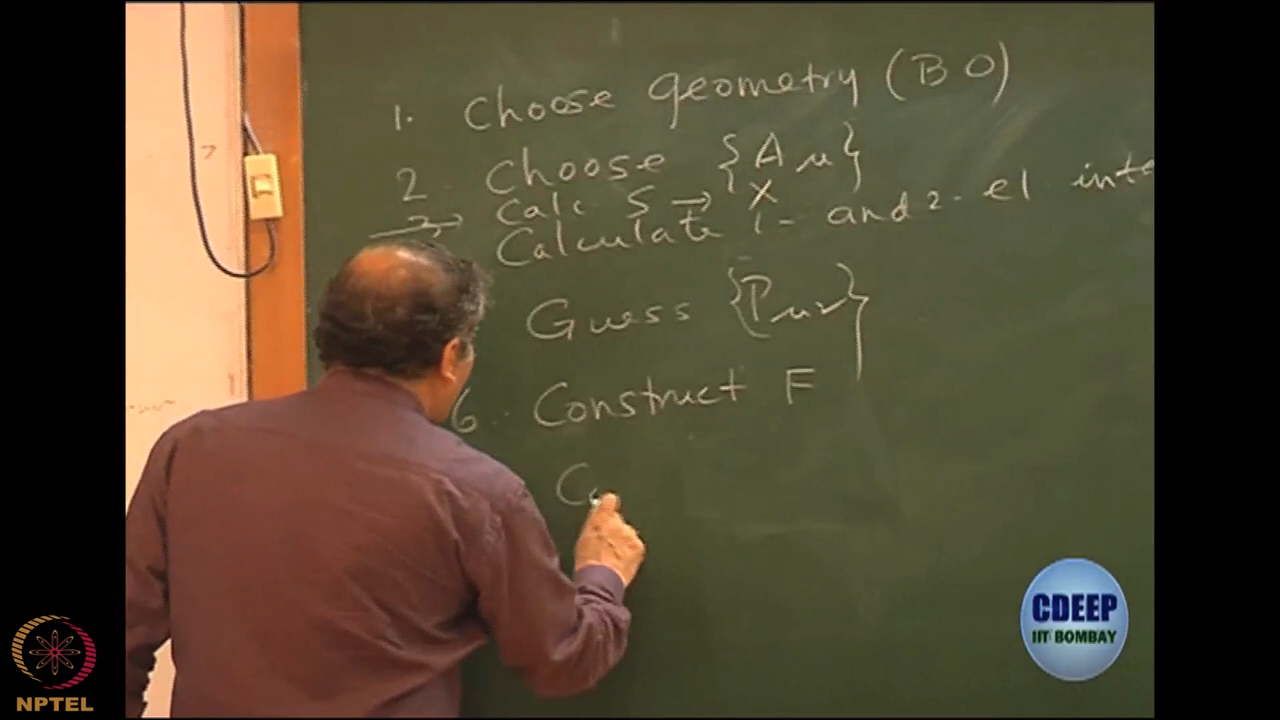 1. Choose geometry (B O)
2. Choose {Aμ}
3 → Calc S → X
Calculate 1- and 2-el inte
Guess {Pμν}
6. Construct F
C
CDEEP
IIT BOMBAY
NPTEL